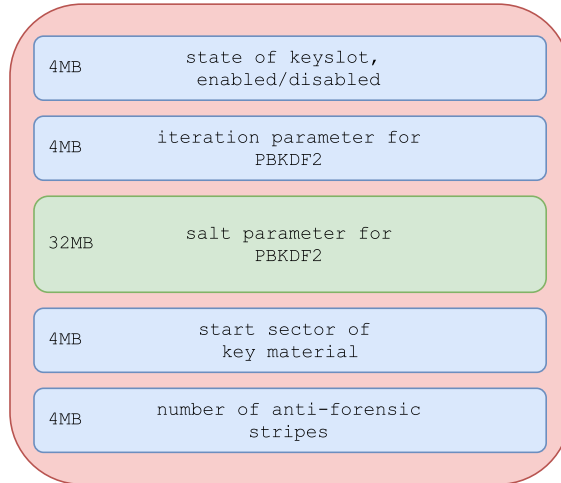 4MB
state of keyslot,
enabled/disabled
4MB
iteration parameter for
PBKDF2
32MB
salt parameter for
PBKDF2
4MB
start sector of
key material
4MB
number of anti-forensic
stripes